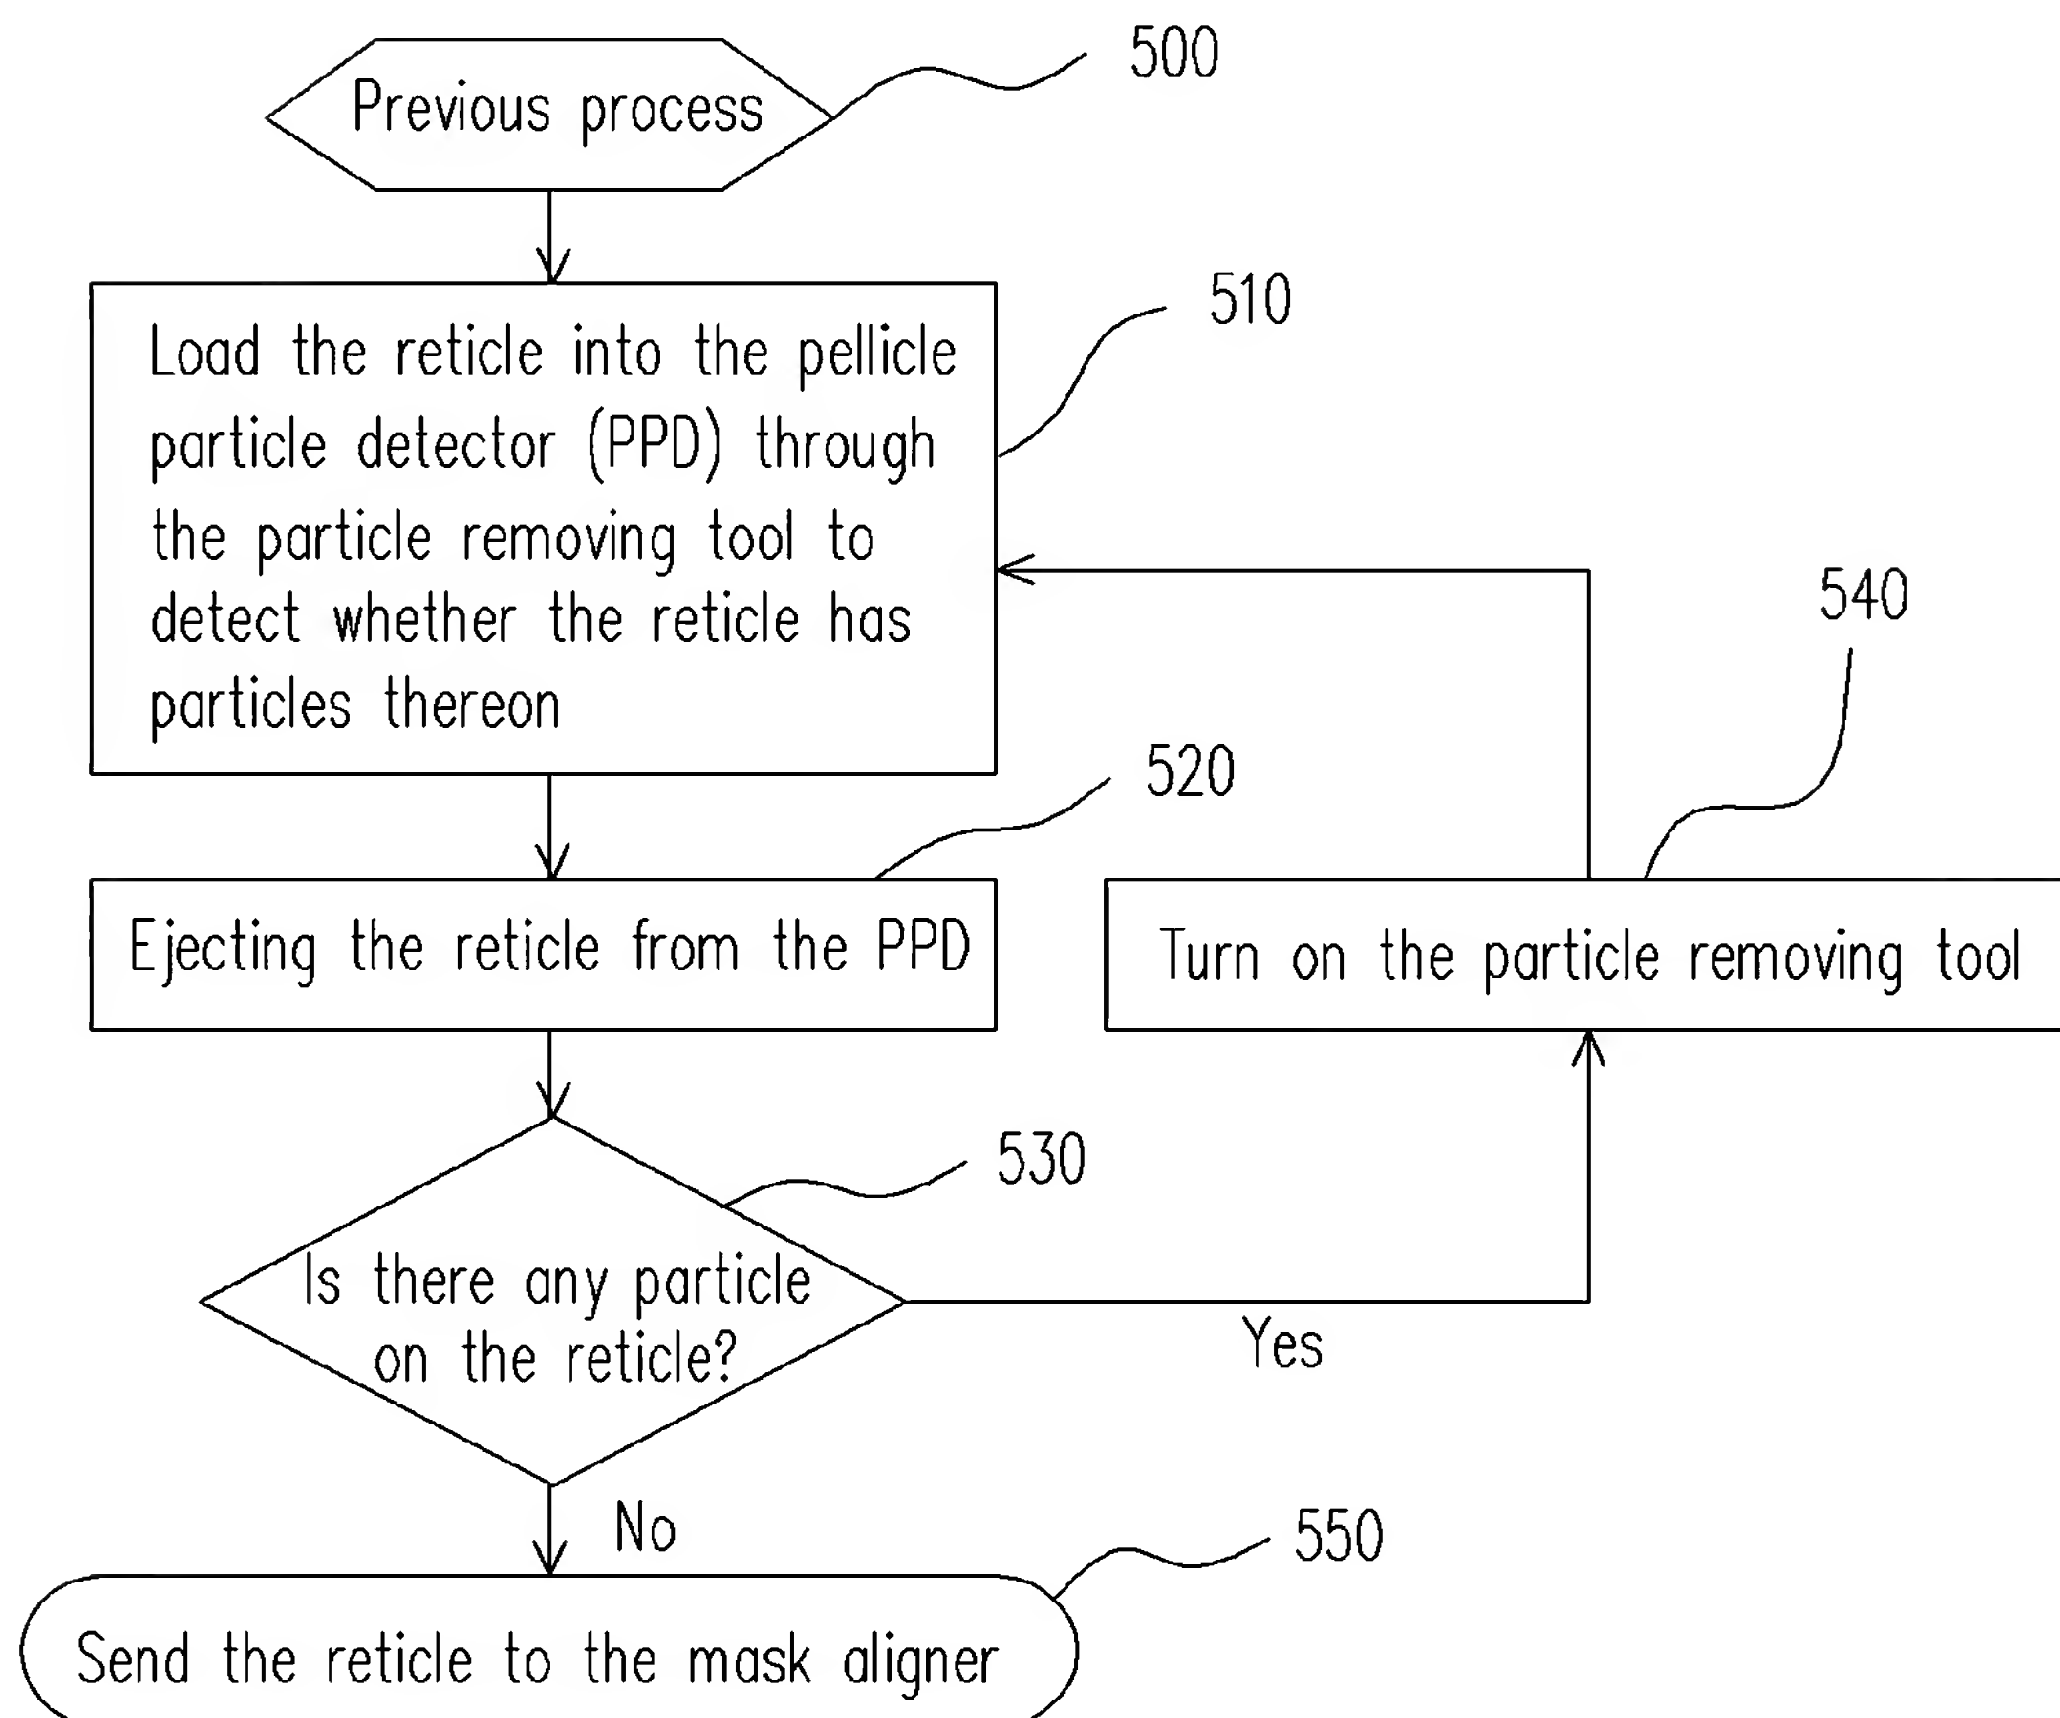 500
Previous process
510
Load the reticle into the pellicle
particle detector (PPD) through
the particle removing tool to
detect whether the reticle has
particles thereon
540
520
Ejecting the reticle from the PPD
Turn on the particle removing tool
530
Is there any particle
on the reticle?
Yes
No
550
Send the reticle to the mask aligner